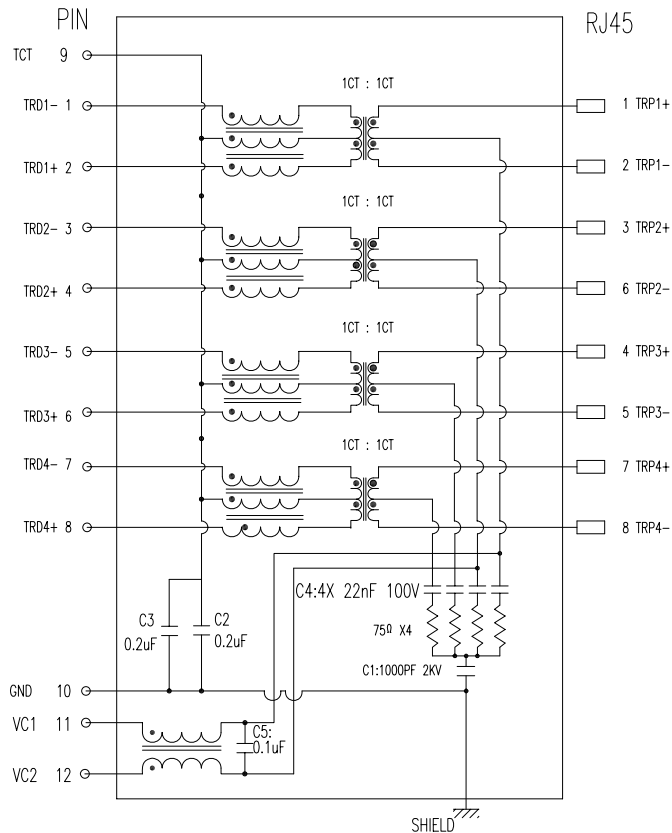 PIN
RJ45
TCT 9
1CT : 1CT
TRD1- 1
1 TRP1+
TRD1+ 2
2 TRP1-
1CT : 1CT
TRD2- 3
3 TRP2+
TRD2+ 4
6 TRP2-
1CT : 1CT
TRD3- 5
4 TRP3+
TRD3+ 6
5 TRP3-
1CT : 1CT
TRD4- 7
7 TRP4+
TRD4+ 8
8 TRP4-
C4:4X 22nF 100V
C3
0.2uF
C2
0.2uF
75Ω X4
C1:1000PF 2KV
GND 10
VC1 11
C5:
0.1uF
VC2 12
SHIELD